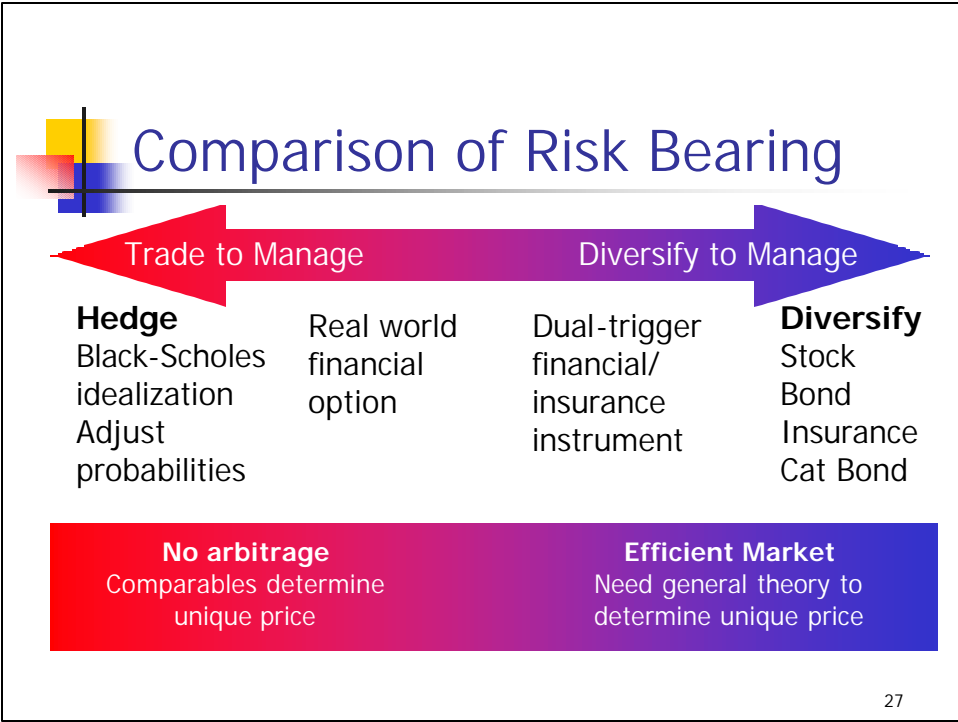 Comparison of Risk Bearing
Trade to Manage
Diversify to Manage
Hedge
Black-Scholes
idealization
Adjust
probabilities
Real world
financial
option
Dual-trigger
financial/
insurance
instrument
Diversify
Stock
Bond
Insurance
Cat Bond
No arbitrage
Comparables determine
unique price
Efficient Market
Need general theory to
determine unique price
27